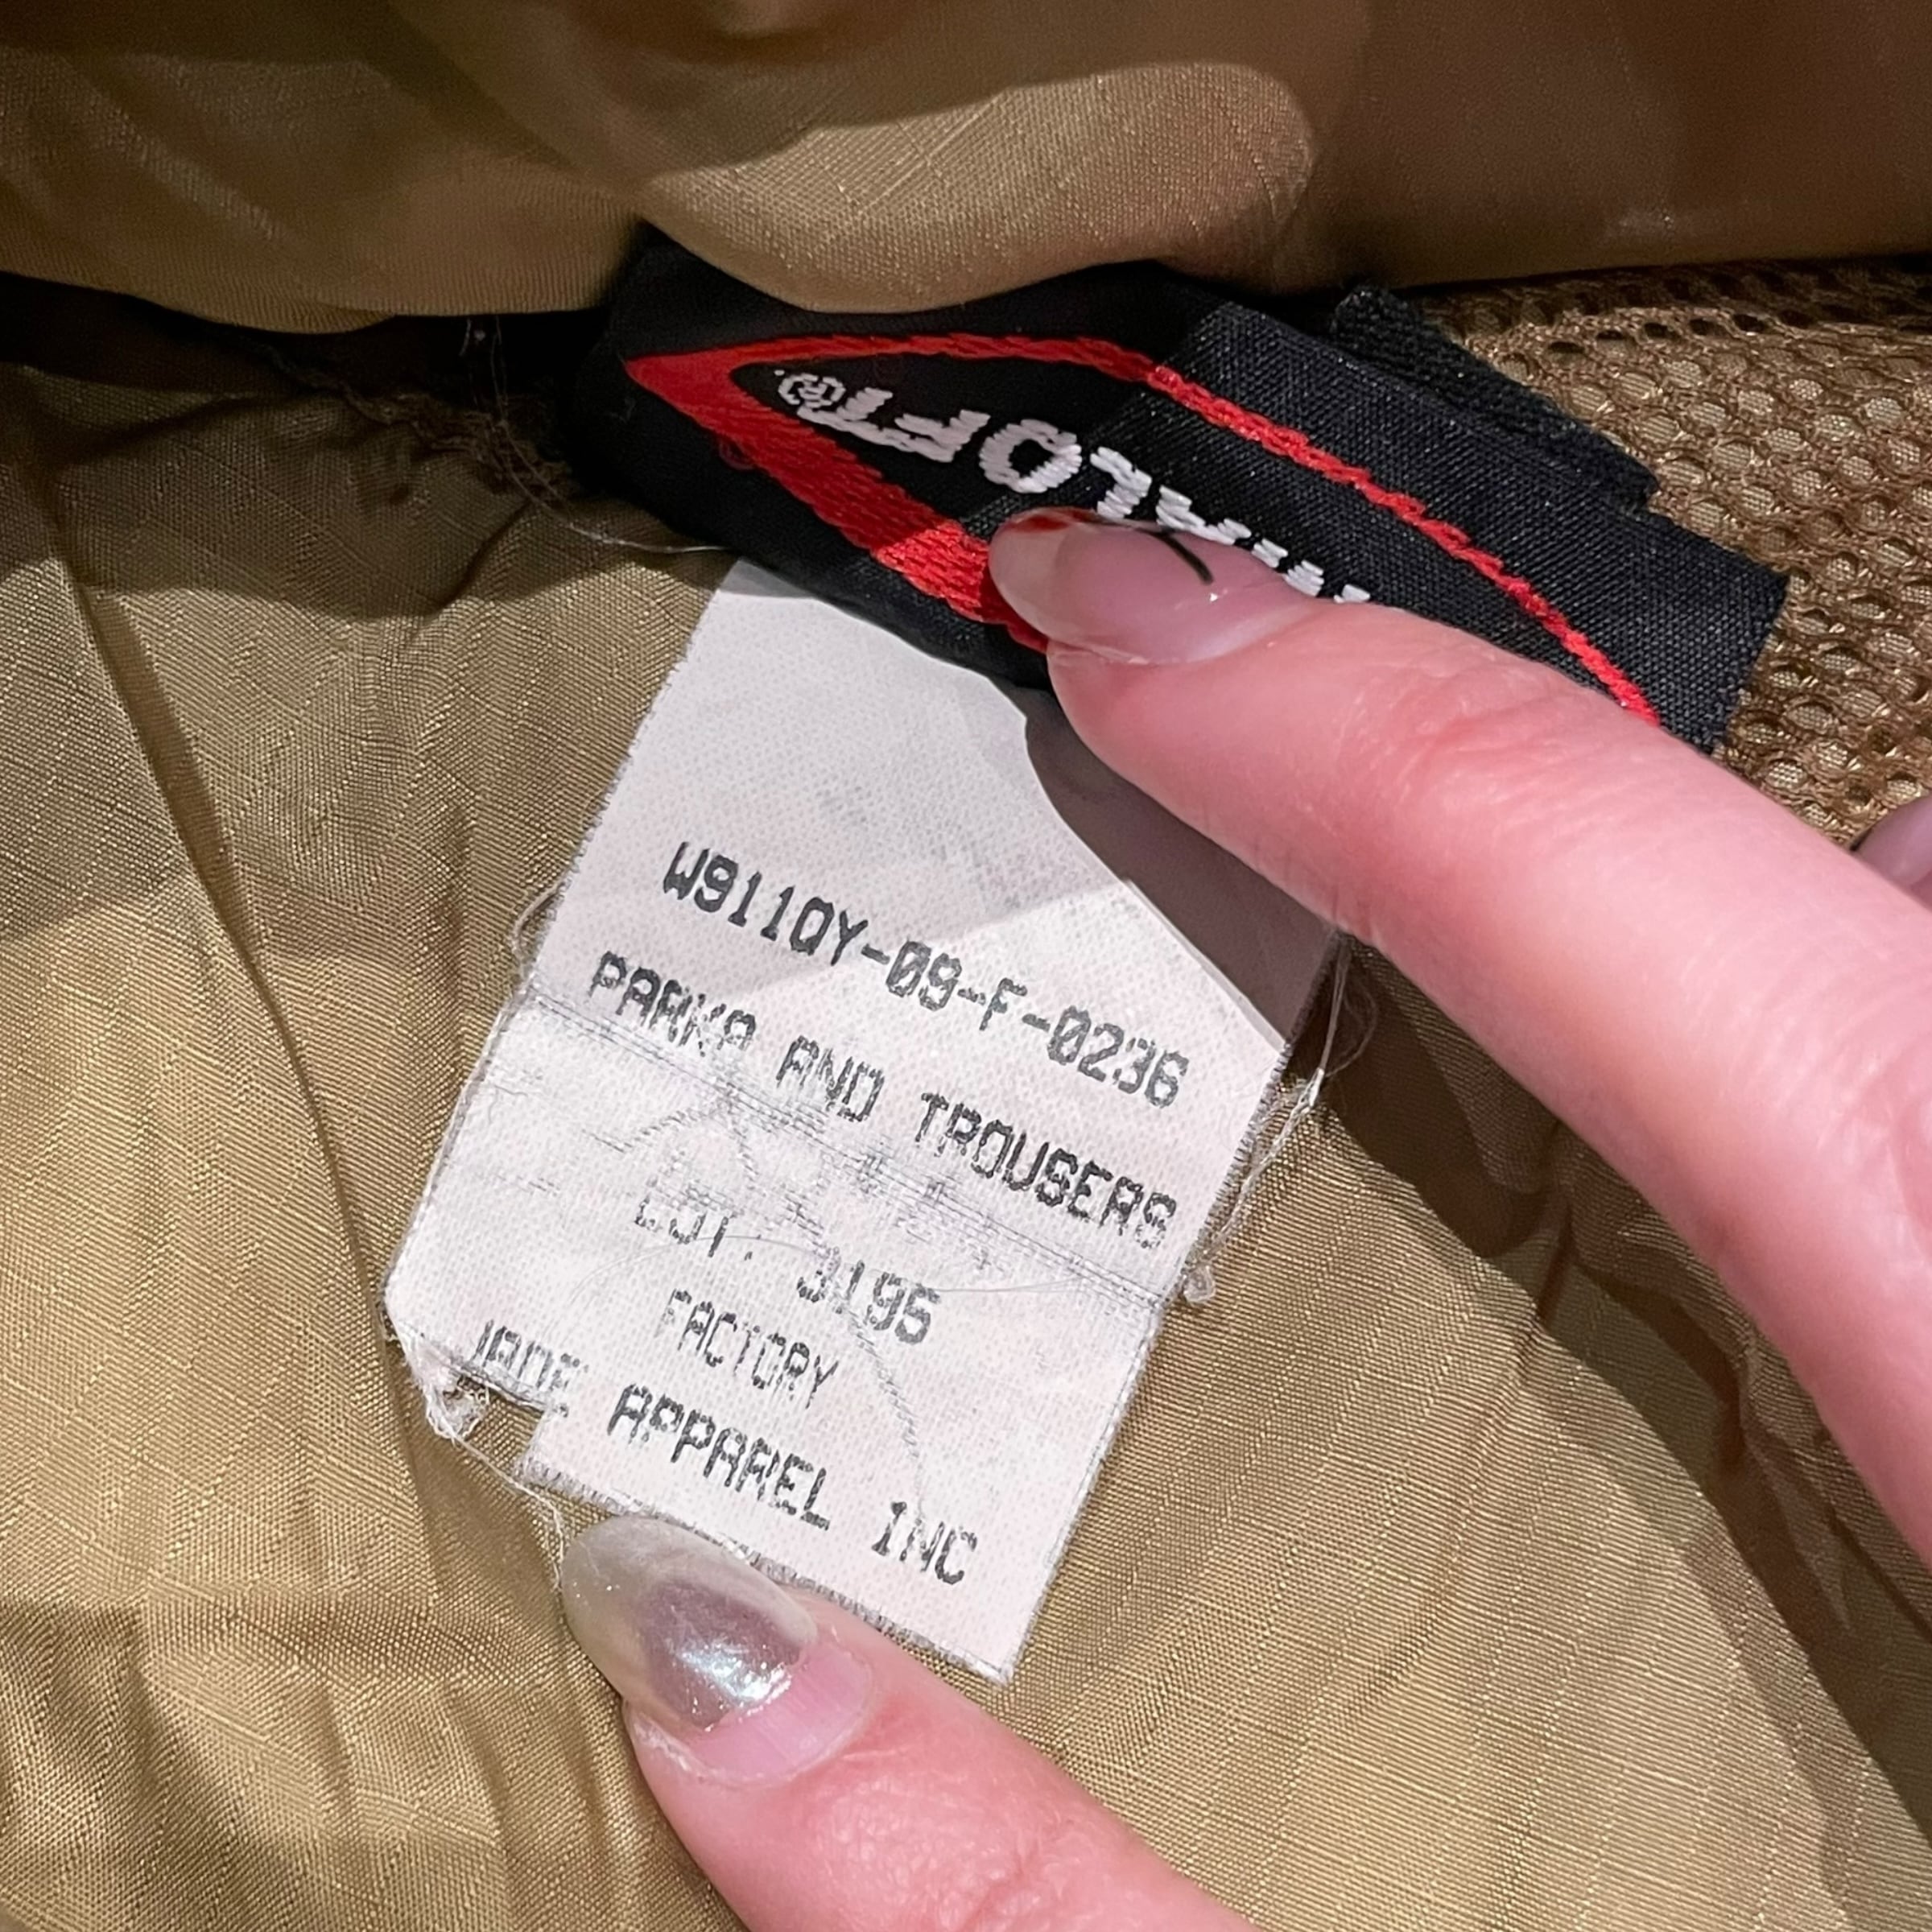 W911QY-09-F-0236
PARKA AND TROUSERS
LOT. 3195
FACTORY
APPAREL INC